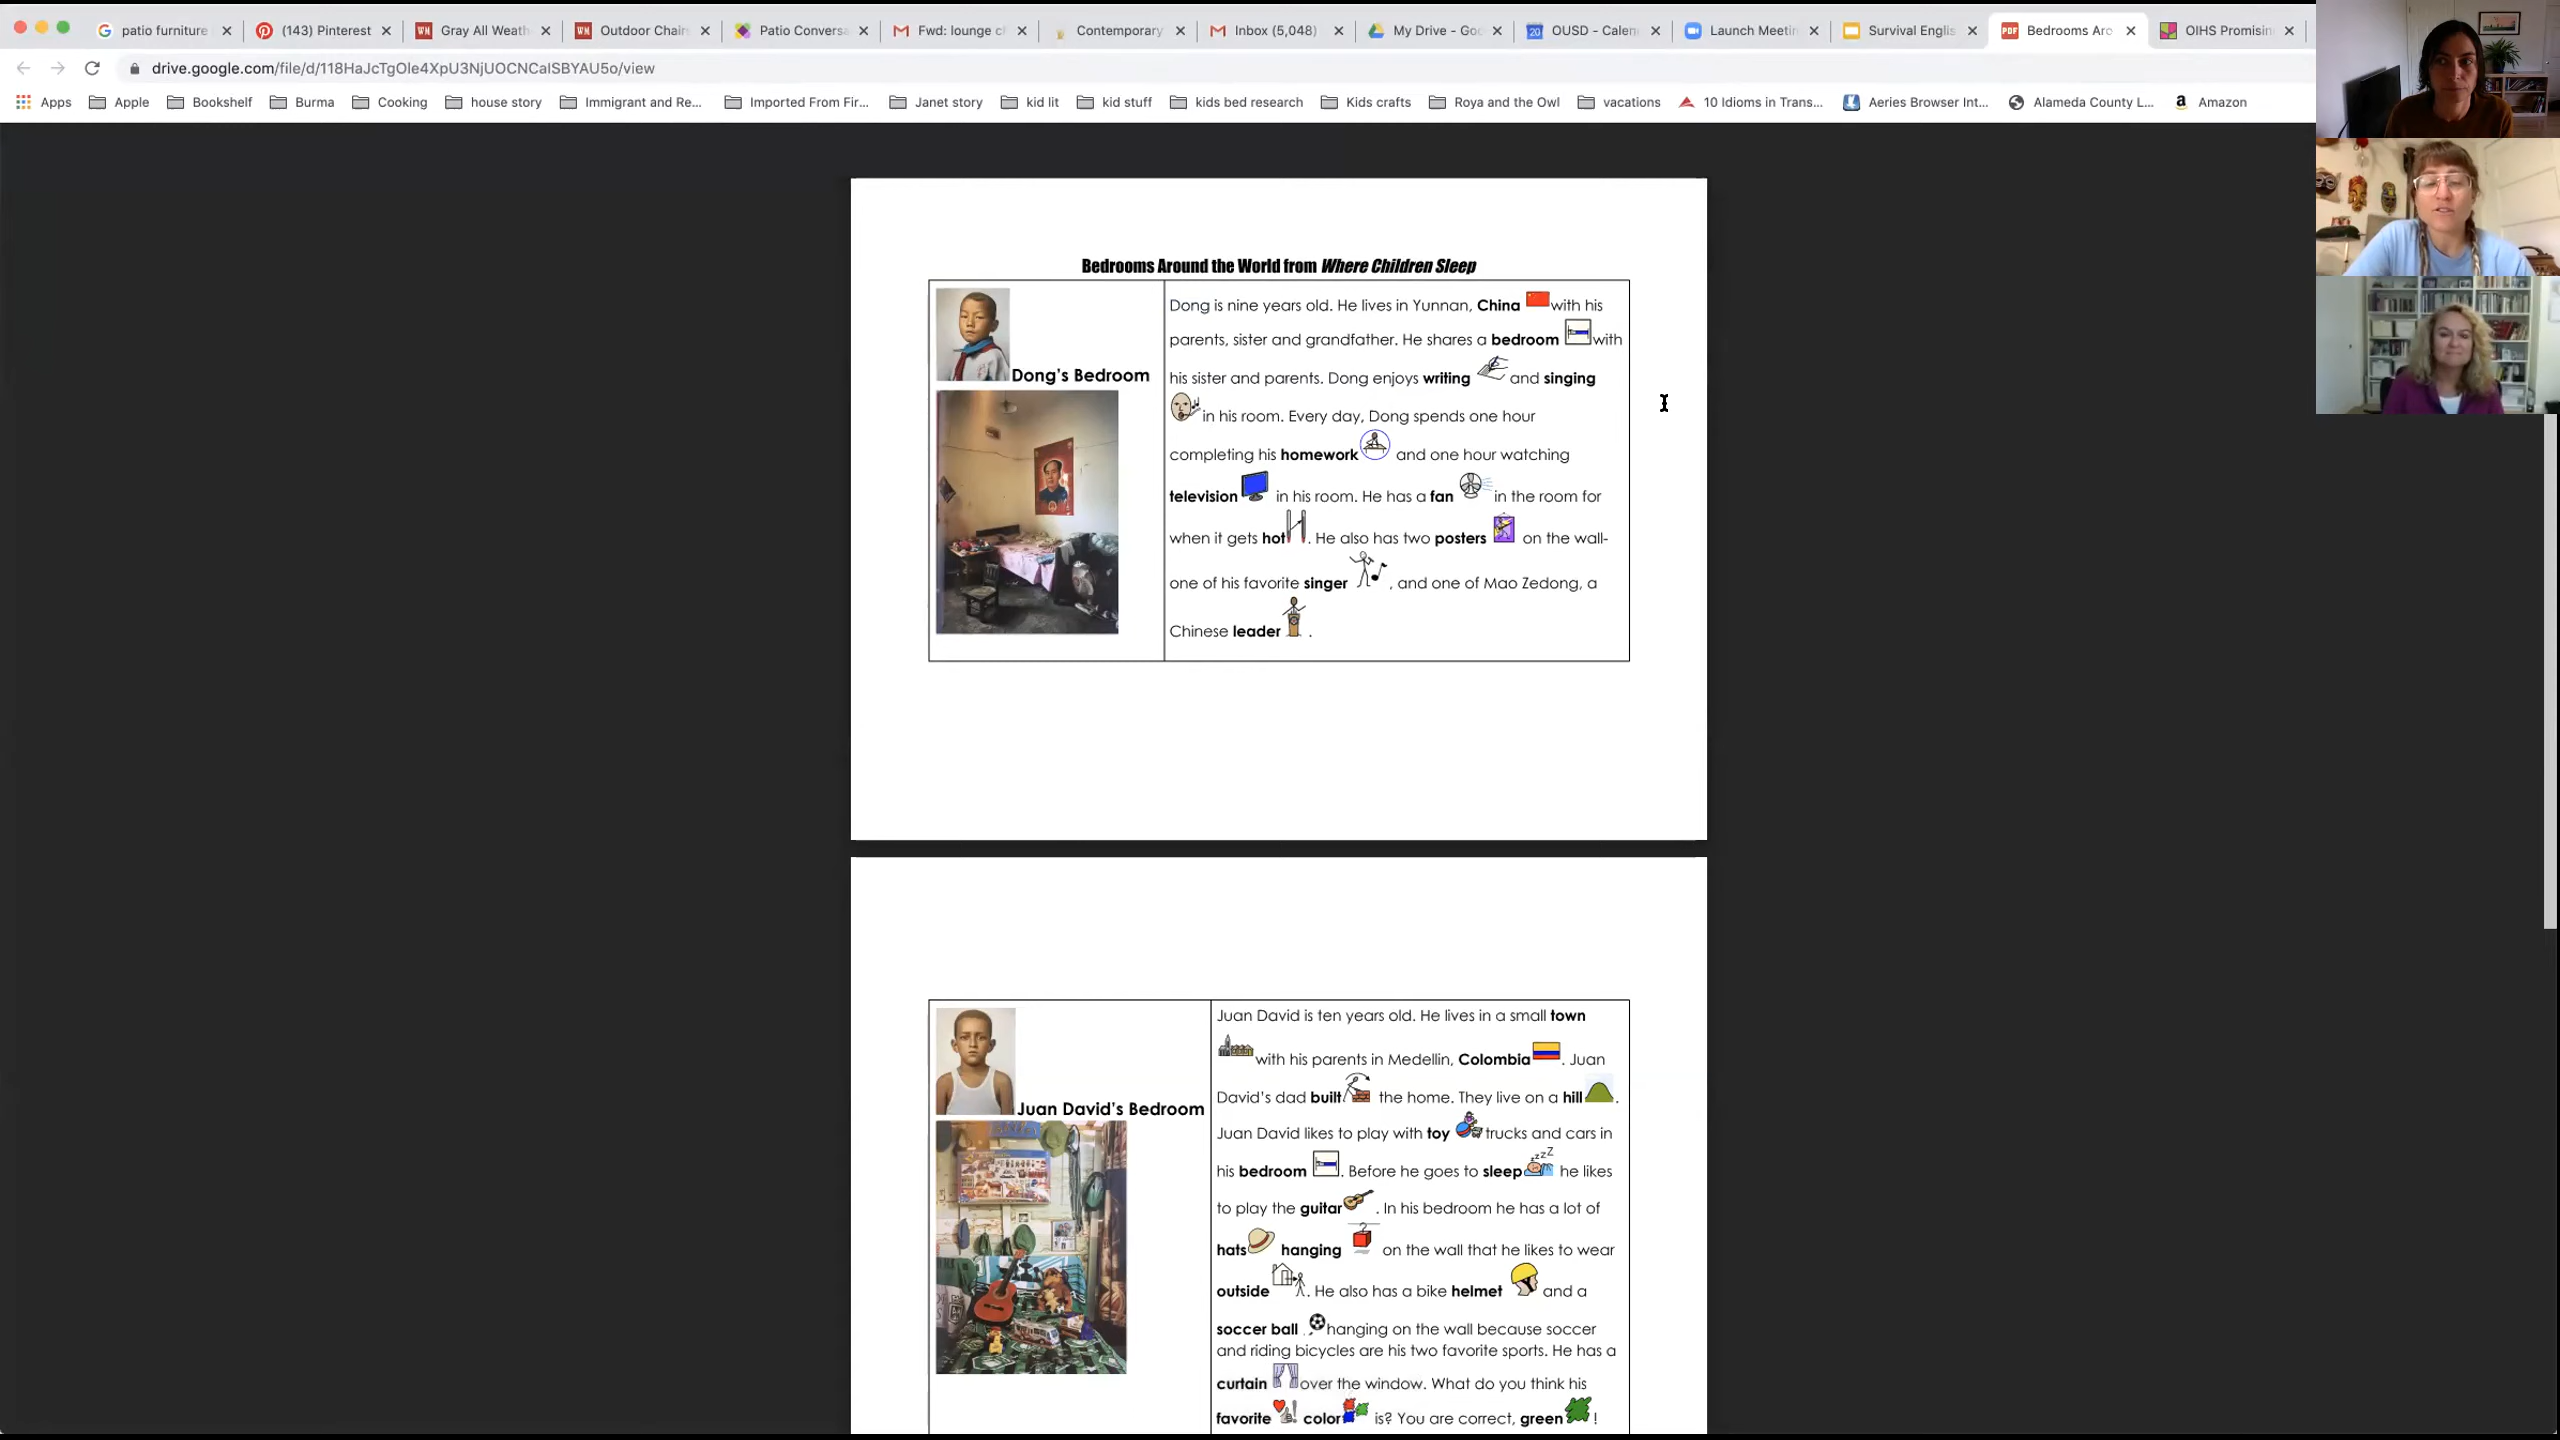 patio furniture
(143) Pinterest
Gray All Weath
Outdoor Chairs
Patio Conversa
Fwd: lounge c
Contemporary
Inbox (5,048)
My Drive - Goo
OUSD - Calen
Launch Meetin
Survival Englis
Bedrooms Aro
OIHS Promisin
drive.google.com/file/d/118HaJcTgOle4XpU3NjUOCNCalSBYAU5o/view
Apps
Apple
Bookshelf
Burma
Cooking
house story
Immigrant and Re...
Imported From Fir...
Janet story
kid lit
kid stuff
kids bed research
Kids crafts
Roya and the Owl
vacations
10 Idioms in Trans...
Aeries Browser Int...
Alameda County L...
Amazon
Bedrooms Around the World from Where Children Sleep
Dong's Bedroom
Dong is nine years old. He lives in Yunnan, China with his
parents, sister and grandfather. He shares a bedroom with
his sister and parents. Dong enjoys writing and singing
in his room. Every day, Dong spends one hour
completing his homework and one hour watching
television in his room. He has a fan in the room for
when it gets hot. He also has two posters on the wall-
one of his favorite singer, and one of Mao Zedong, a
Chinese leader.
Juan David's Bedroom
Juan David is ten years old. He lives in a small town
with his parents in Medellin, Colombia. Juan
David's dad built the home. They live on a hill.
Juan David likes to play with toy trucks and cars in
his bedroom. Before he goes to sleep he likes
to play the guitar. In his bedroom he has a lot of
hats hanging on the wall that he likes to wear
outside. He also has a bike helmet and a
soccer ball hanging on the wall because soccer
and riding bicycles are his two favorite sports. He has a
curtain over the window. What do you think his
favorite color is? You are correct, green!